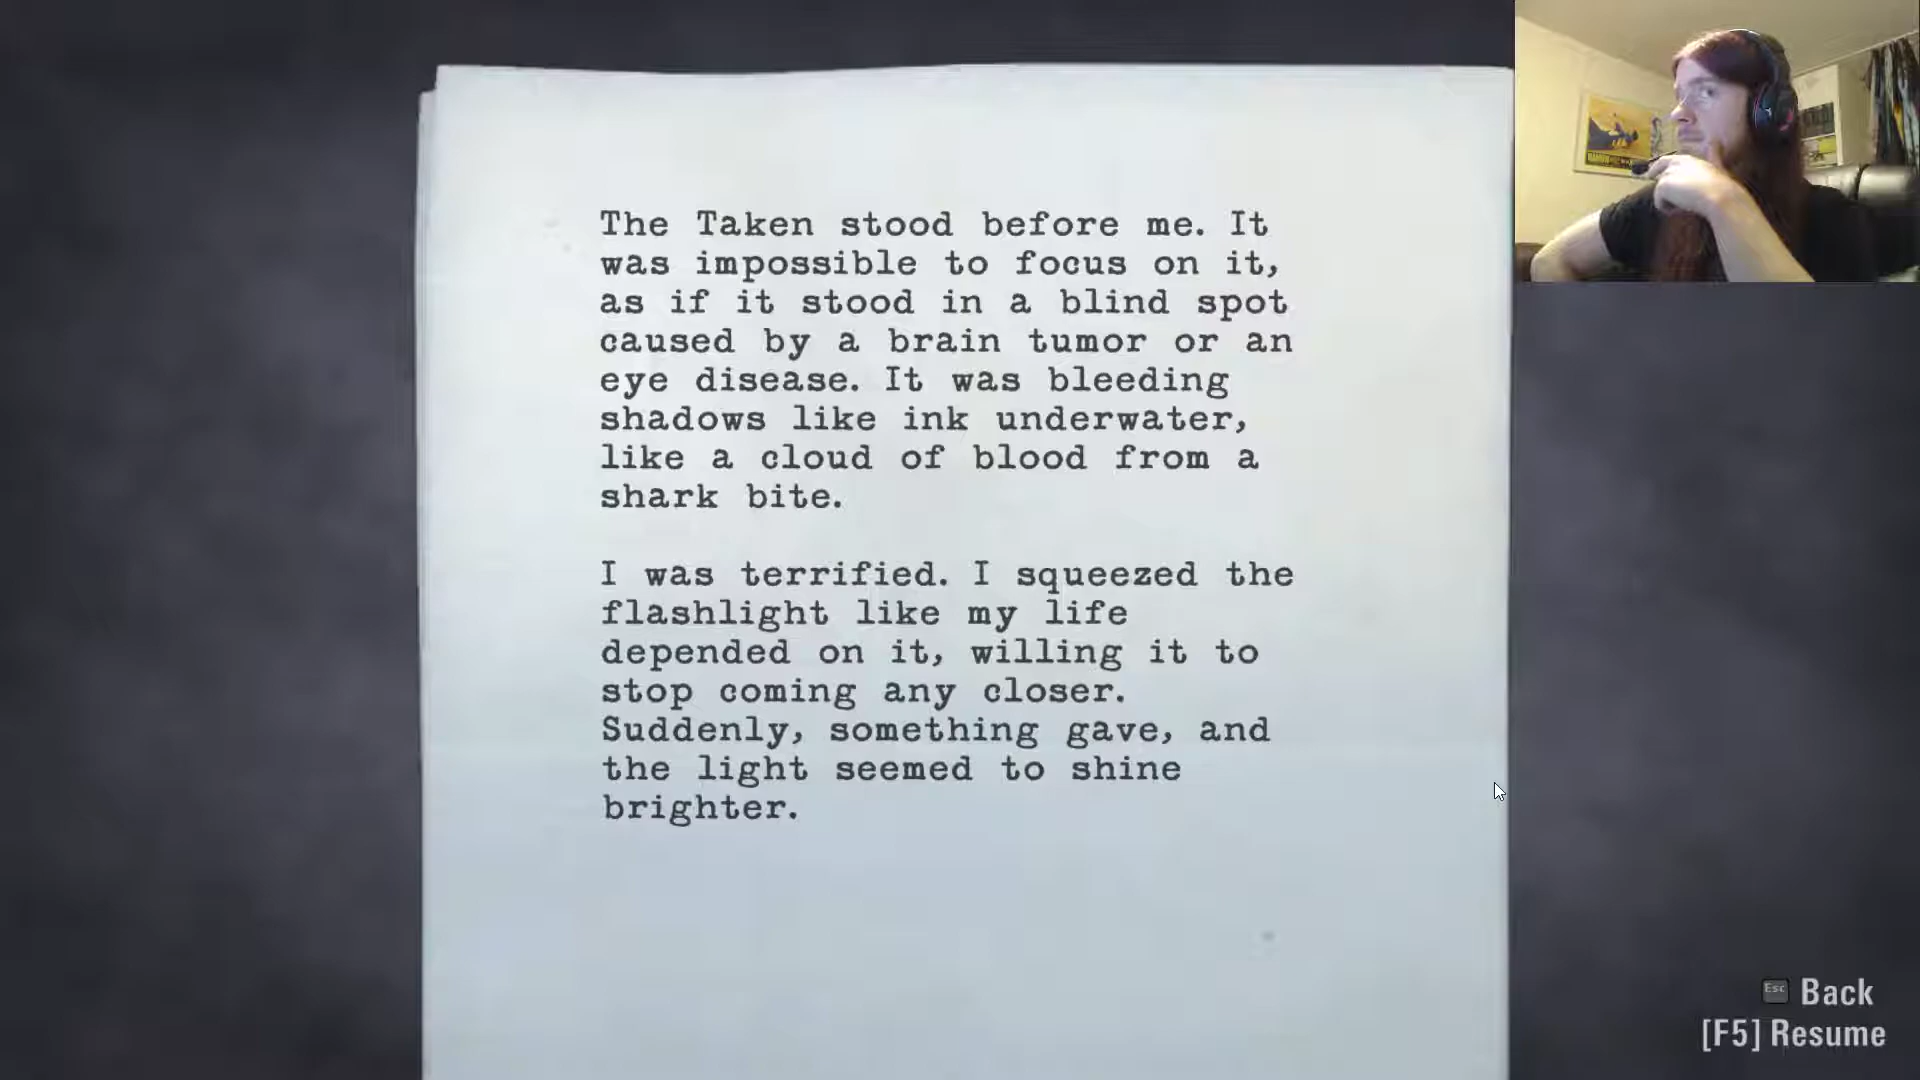 The Taken stood before me. It
was impossible to focus on it,
as if it stood in a blind spot
caused by a brain tumor or an
eye disease. It was bleeding
shadows like ink underwater,
like a cloud of blood from a
shark bite.
I was terrified. I squeezed the
flashlight like my life
depended on it, willing it to
stop coming any closer.
Suddenly, something gave, and
the light seemed to shine
brighter.
Esc Back
[F5] Resume